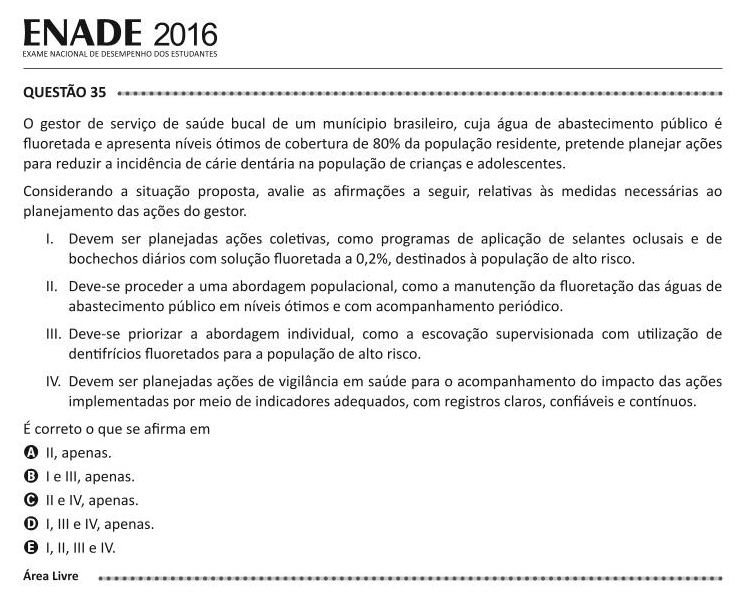 ENADE 2016
EXAME NACIONAL DE DESEMPENHO DOS ESTUDANTES
QUESTÃO 35
O gestor de serviço de saúde bucal de um munícipio brasileiro, cuja água de abastecimento público é
fluoretada e apresenta níveis ótimos de cobertura de 80% da população residente, pretende planejar ações
para reduzir a incidência de cárie dentária na população de crianças e adolescentes.
Considerando a situação proposta, avalie as afirmações a seguir, relativas às medidas necessárias ao
planejamento das ações do gestor.
I. Devem ser planejadas ações coletivas, como programas de aplicação de selantes oclusais e de
bochechos diários com solução fluoretada a 0,2%, destinados à população de alto risco.
II. Deve-se proceder a uma abordagem populacional, como a manutenção da fluoretação das águas de
abastecimento público em níveis ótimos e com acompanhamento periódico.
III. Deve-se priorizar a abordagem individual, como a escovação supervisionada com utilização de
dentifrícios fluoretados para a população de alto risco.
IV. Devem ser planejadas ações de vigilância em saúde para o acompanhamento do impacto das ações
implementadas por meio de indicadores adequados, com registros claros, confiáveis e contínuos.
É correto o que se afirma em
A II, apenas.
B I e III, apenas.
C II e IV, apenas.
D I, III e IV, apenas.
E I, II, III e IV.
Área Livre